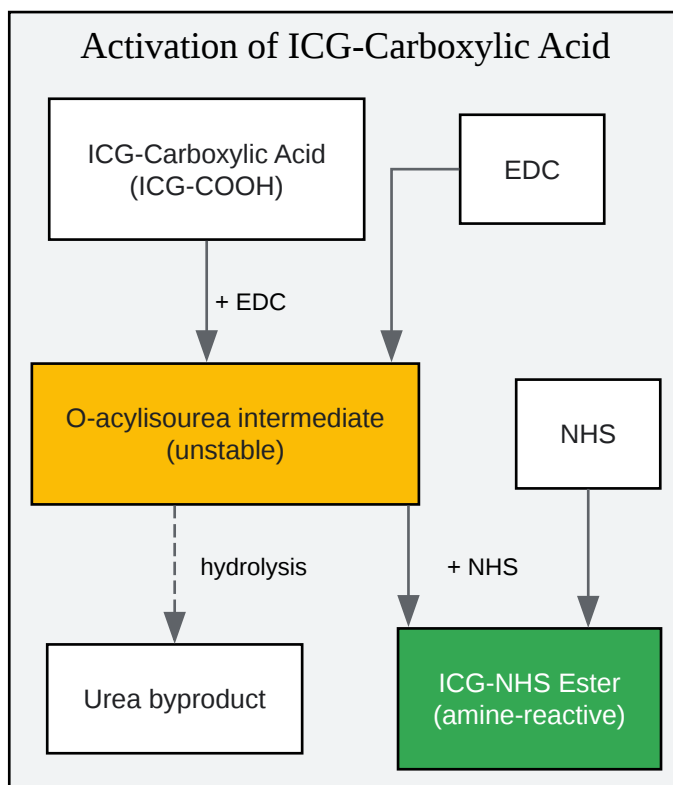 Activation of ICG-Carboxylic Acid
ICG-Carboxylic Acid
(ICG-COOH)
EDC
+ EDC
O-acylisourea intermediate
(unstable)
NHS
hydrolysis
+ NHS
Urea byproduct
ICG-NHS Ester
(amine-reactive)